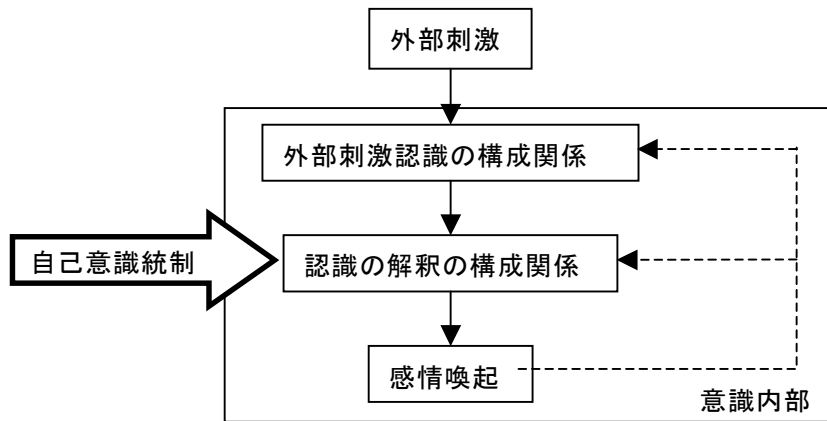 外部刺激
外部刺激認識の構成関係
自己意識統制
認識の解釈の構成関係
感情喚起
意識内部